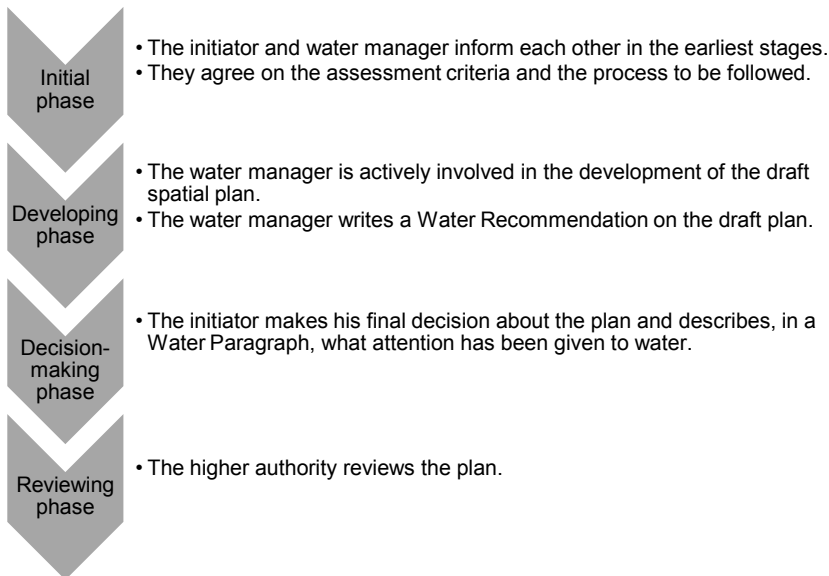 Initial
phase
• The initiator and water manager inform each other in the earliest stages.
• They agree on the assessment criteria and the process to be followed.
Developing
phase
• The water manager is actively involved in the development of the draft
spatial plan.
• The water manager writes a Water Recommendation on the draft plan.
Decision-
making
phase
• The initiator makes his final decision about the plan and describes, in a
Water Paragraph, what attention has been given to water.
Reviewing
phase
• The higher authority reviews the plan.